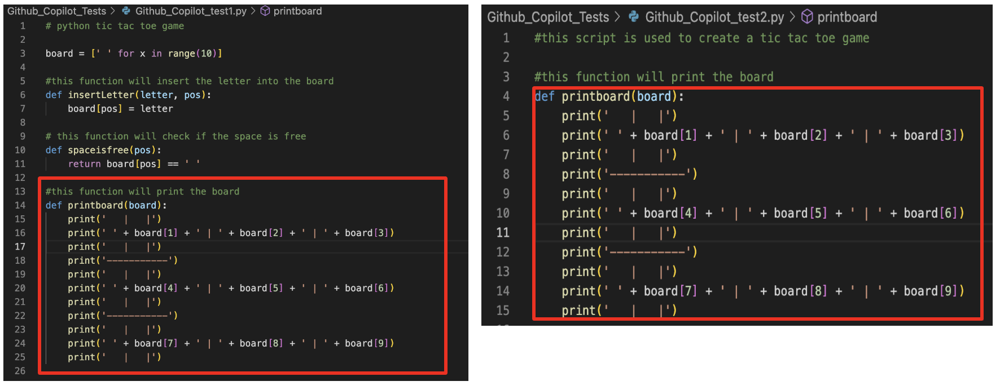 Github_Copilot_Tests > Github_Copilot_test1.py > printboard
1 # python tic tac toe game
2
3 board = [' ' for x in range(10)]
4
5 #this function will insert the letter into the board
6 def insertLetter(letter, pos):
7     board[pos] = letter
8
9 # this function will check if the space is free
10 def spaceisfree(pos):
11     return board[pos] == ' '
12
13 #this function will print the board
14 def printboard(board):
15     print('   |   |')
16     print(' ' + board[1] + ' | ' + board[2] + ' | ' + board[3])
17     print('   |   |')
18     print('-----------')
19     print('   |   |')
20     print(' ' + board[4] + ' | ' + board[5] + ' | ' + board[6])
21     print('   |   |')
22     print('-----------')
23     print('   |   |')
24     print(' ' + board[7] + ' | ' + board[8] + ' | ' + board[9])
25     print('   |   |')
26
Github_Copilot_Tests > Github_Copilot_test2.py > printboard
1 #this script is used to create a tic tac toe game
2
3 #this function will print the board
4 def printboard(board):
5     print('   |   |')
6     print(' ' + board[1] + ' | ' + board[2] + ' | ' + board[3])
7     print('   |   |')
8     print('-----------')
9     print('   |   |')
10     print(' ' + board[4] + ' | ' + board[5] + ' | ' + board[6])
11     print('   |   |')
12     print('-----------')
13     print('   |   |')
14     print(' ' + board[7] + ' | ' + board[8] + ' | ' + board[9])
15     print('   |   |')